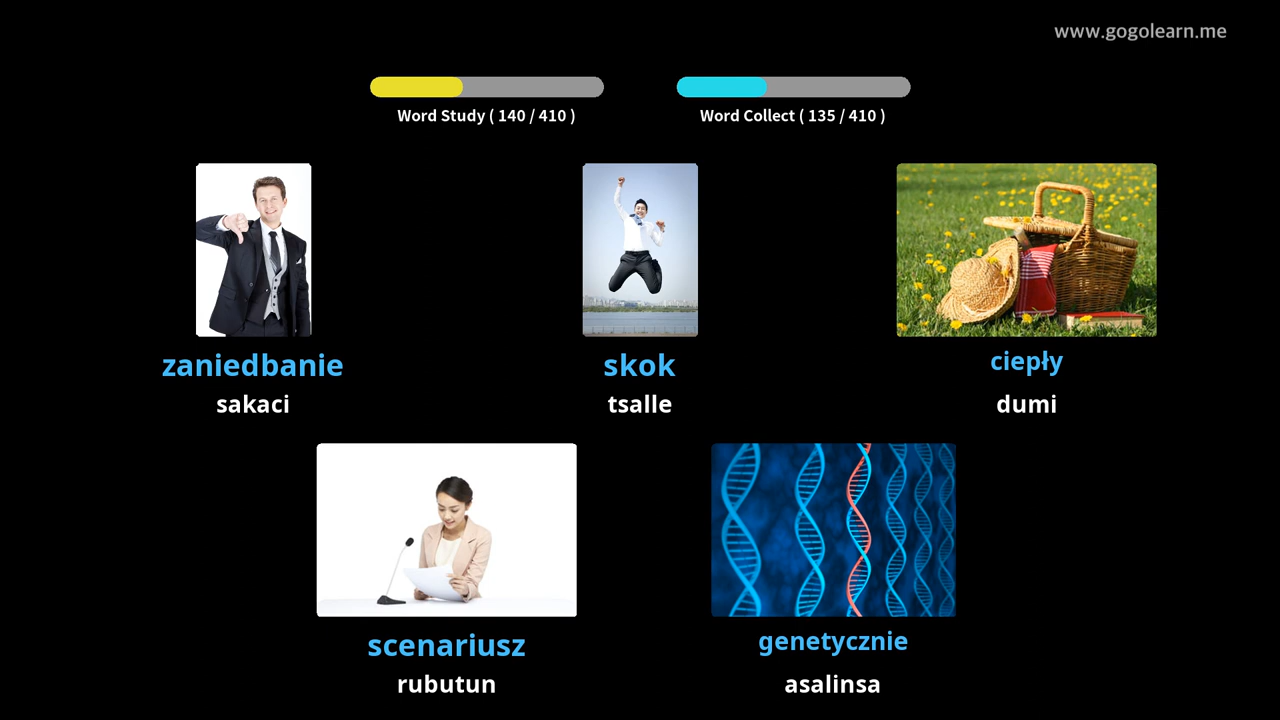 www.gogolearn.me
Word Study ( 140 / 410 )
Word Collect ( 135 / 410 )
zaniedbanie
sakaci
skok
tsalle
ciepły
dumi
scenariusz
rubutun
genetycznie
asalinsa